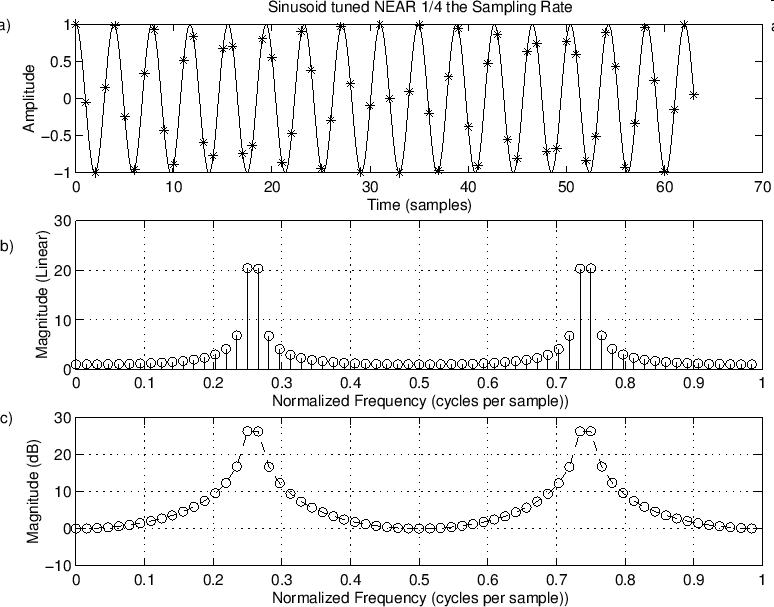 Sinusoid tuned NEAR 1/4 the Sampling Rate
a)
a
1
0.5
0
−0.5
−1
Amplitude
0 10 20 30 40 50 60 70
Time (samples)
b)
30
20
10
0
Magnitude (Linear)
0 0.1 0.2 0.3 0.4 0.5 0.6 0.7 0.8 0.9 1
Normalized Frequency (cycles per sample))
c)
30
20
10
0
−10
Magnitude (dB)
0 0.1 0.2 0.3 0.4 0.5 0.6 0.7 0.8 0.9 1
Normalized Frequency (cycles per sample))